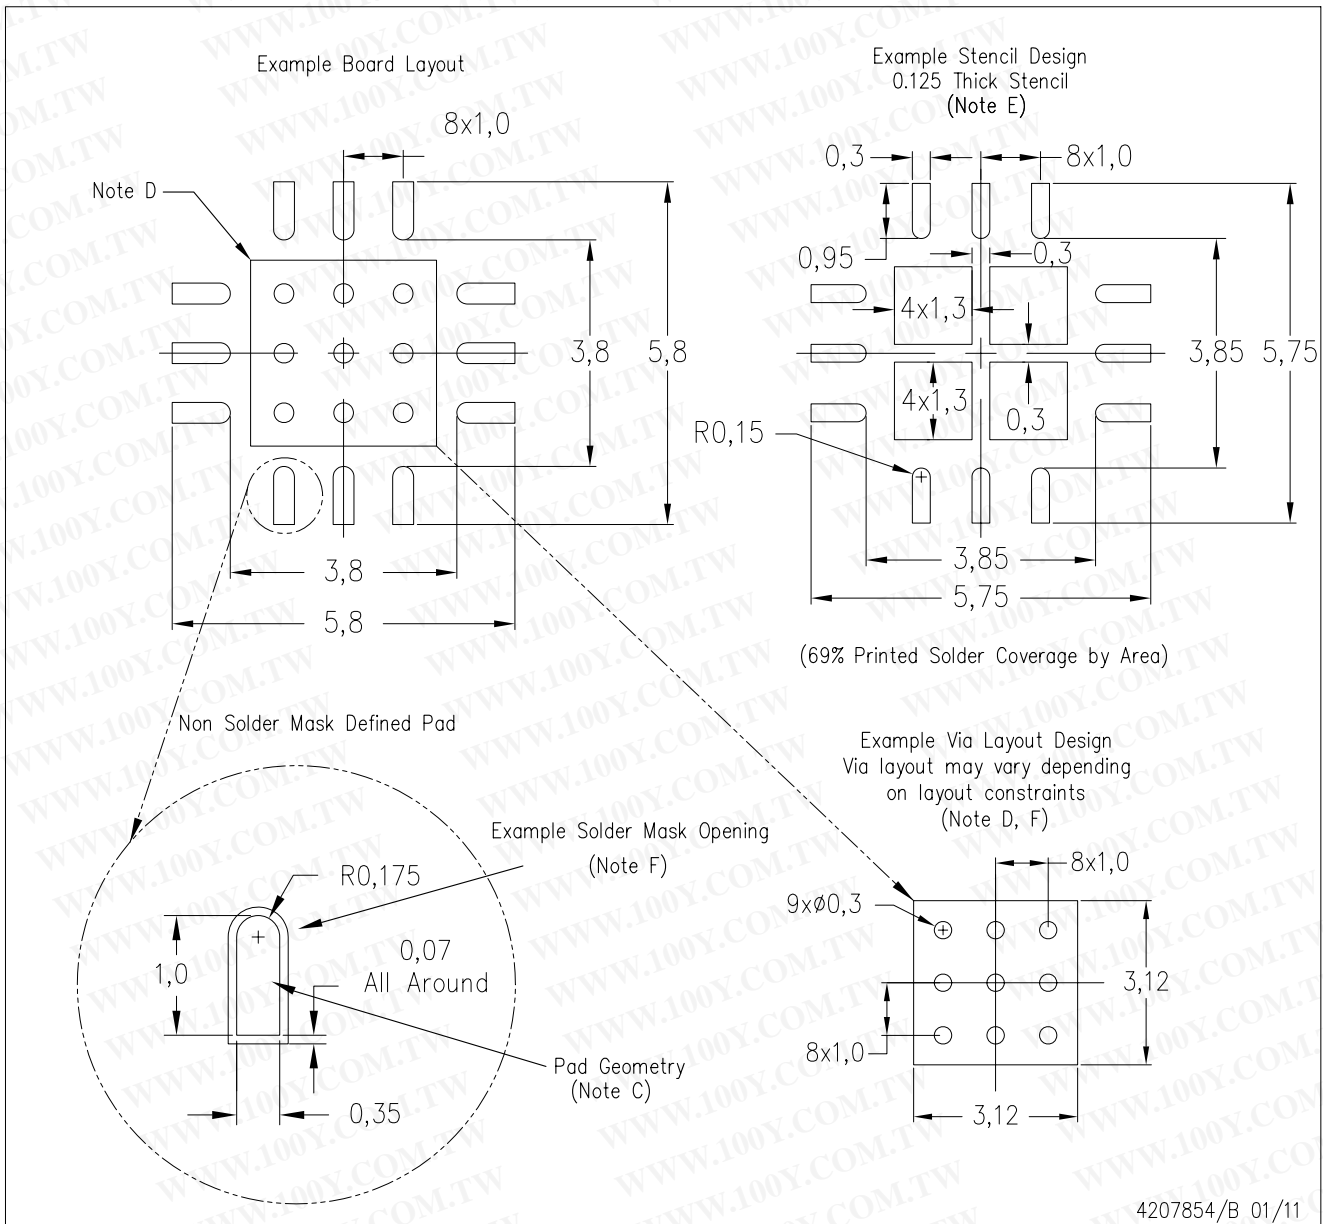 Example Board Layout
8x1,0
Note D
3,8
5,8
3,8
5,8
Example Stencil Design
0.125 Thick Stencil
(Note E)
0,3
8x1,0
0,95
0,3
4x1,3
3,85
5,75
4x1,3
0,3
R0,15
3,85
5,75
(69% Printed Solder Coverage by Area)
Non Solder Mask Defined Pad
Example Solder Mask Opening
(Note F)
R0,175
1,0
0,07
All Around
Pad Geometry
(Note C)
0,35
Example Via Layout Design
Via layout may vary depending
on layout constraints
(Note D, F)
8x1,0
9xø0,3
3,12
8x1,0
3,12
4207854/B 01/11
WWW.100Y.COM.TW